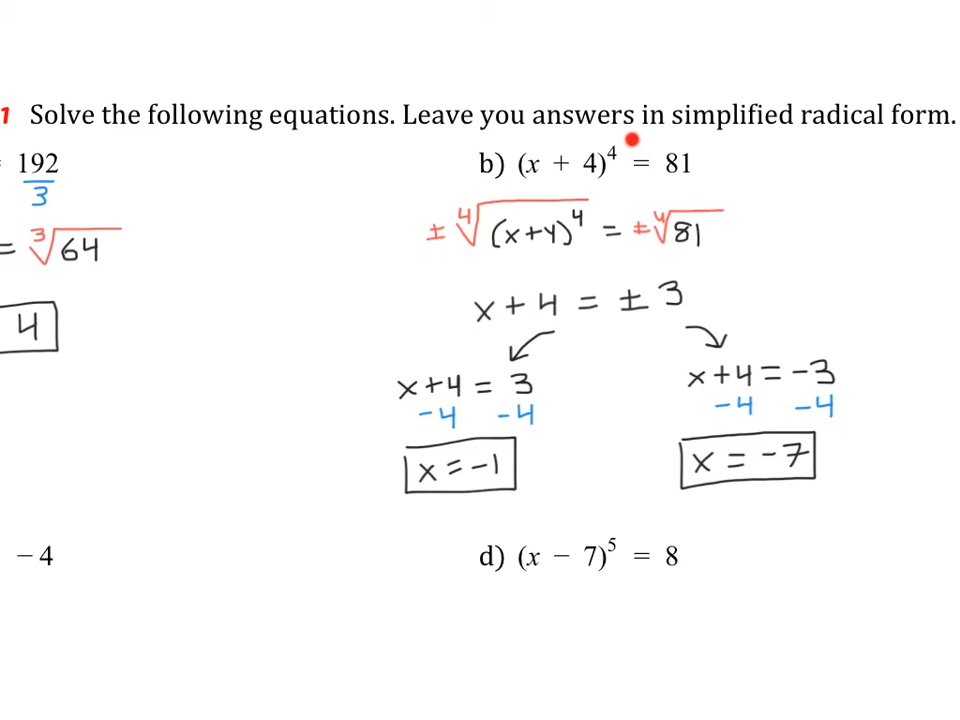 1 Solve the following equations. Leave you answers in simplified radical form.
= 192
3
b) (x + 4)⁴ = 81
= ∛64
± ∜(x+4)⁴ = ± ∜81
4
x + 4 = ± 3
x+4 = 3
-4 -4
x = -1
x+4 = -3
-4 -4
x = -7
− 4
d) (x − 7)⁵ = 8